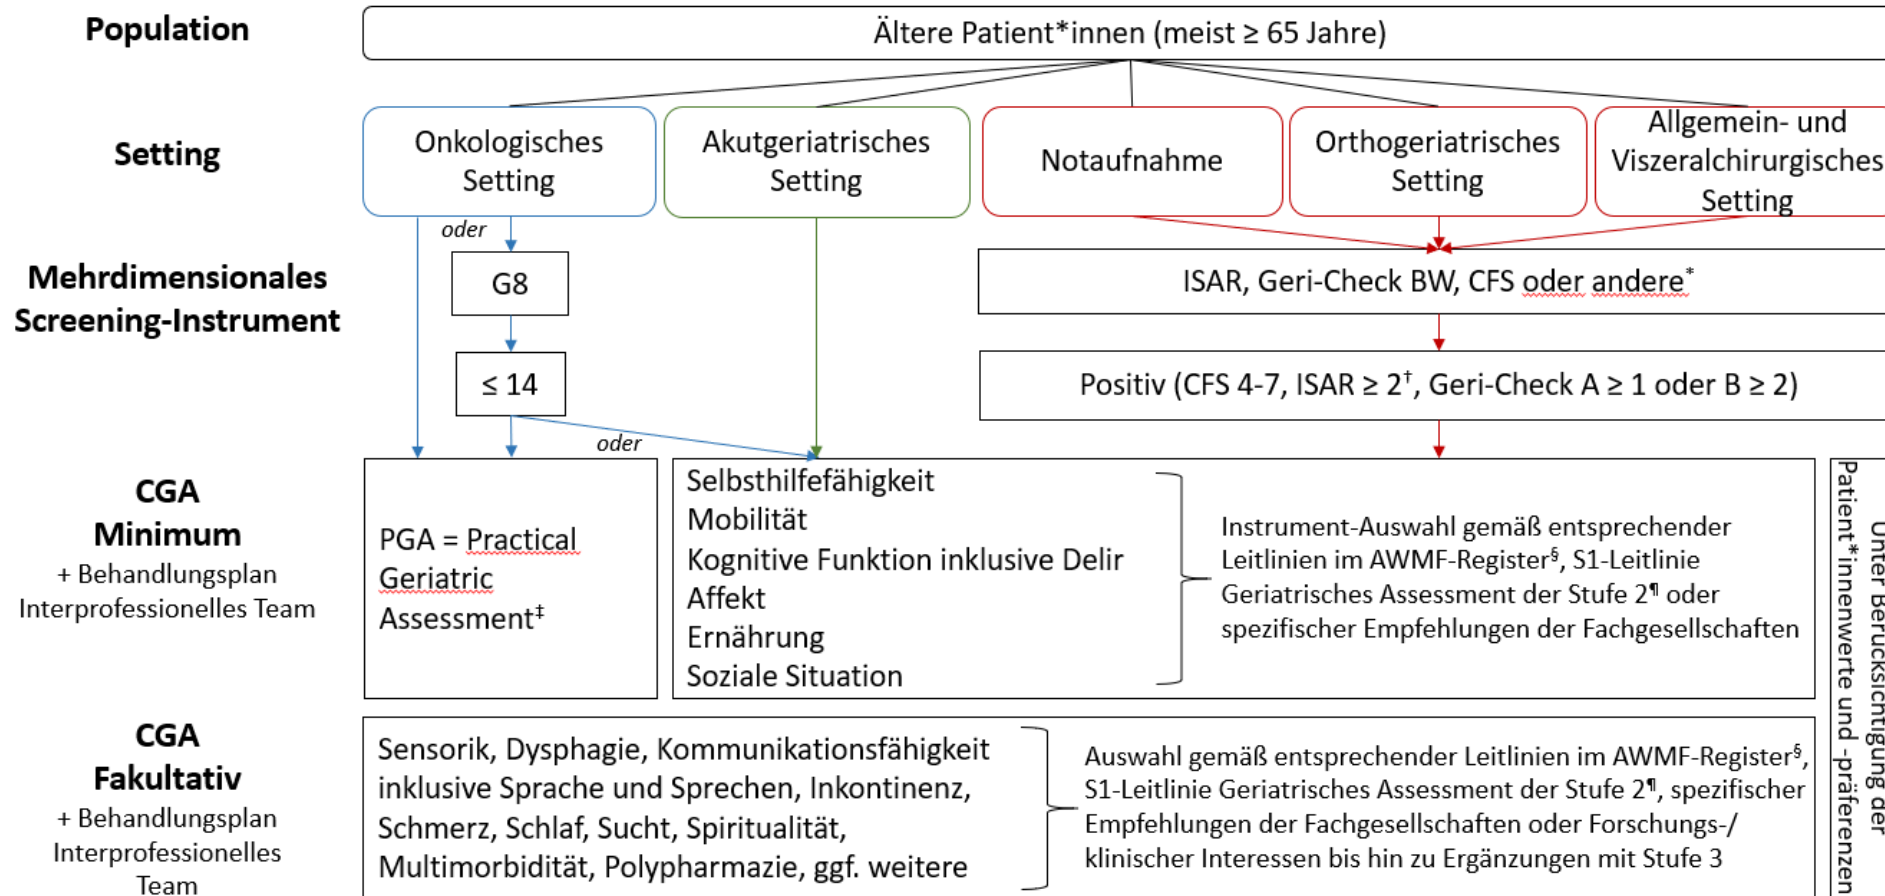 Population
Ältere Patient*innen (meist ≥ 65 Jahre)
Setting
Onkologisches
Setting
Akutgeriatrisches
Setting
Notaufnahme
Orthogeriatrisches
Setting
Allgemein- und
Viszeralchirurgisches
Setting
oder
Mehrdimensionales
Screening-Instrument
G8
≤ 14
oder
ISAR, Geri-Check BW, CFS oder andere*
Positiv (CFS 4-7, ISAR ≥ 2†, Geri-Check A ≥ 1 oder B ≥ 2)
CGA
Minimum
+ Behandlungsplan
Interprofessionelles Team
PGA = Practical
Geriatric
Assessment‡
Selbsthilfefähigkeit
Mobilität
Kognitive Funktion inklusive Delir
Affekt
Ernährung
Soziale Situation
Instrument-Auswahl gemäß entsprechender
Leitlinien im AWMF-Register§, S1-Leitlinie
Geriatrisches Assessment der Stufe 2¶ oder
spezifischer Empfehlungen der Fachgesellschaften
Unter Berücksichtigung der
Patient*innenwerte und -präferenzen
CGA
Fakultativ
+ Behandlungsplan
Interprofessionelles
Team
Sensorik, Dysphagie, Kommunikationsfähigkeit
inklusive Sprache und Sprechen, Inkontinenz,
Schmerz, Schlaf, Sucht, Spiritualität,
Multimorbidität, Polypharmazie, ggf. weitere
Auswahl gemäß entsprechender Leitlinien im AWMF-Register§,
S1-Leitlinie Geriatrisches Assessment der Stufe 2¶, spezifischer
Empfehlungen der Fachgesellschaften oder Forschungs-/
klinischer Interessen bis hin zu Ergänzungen mit Stufe 3